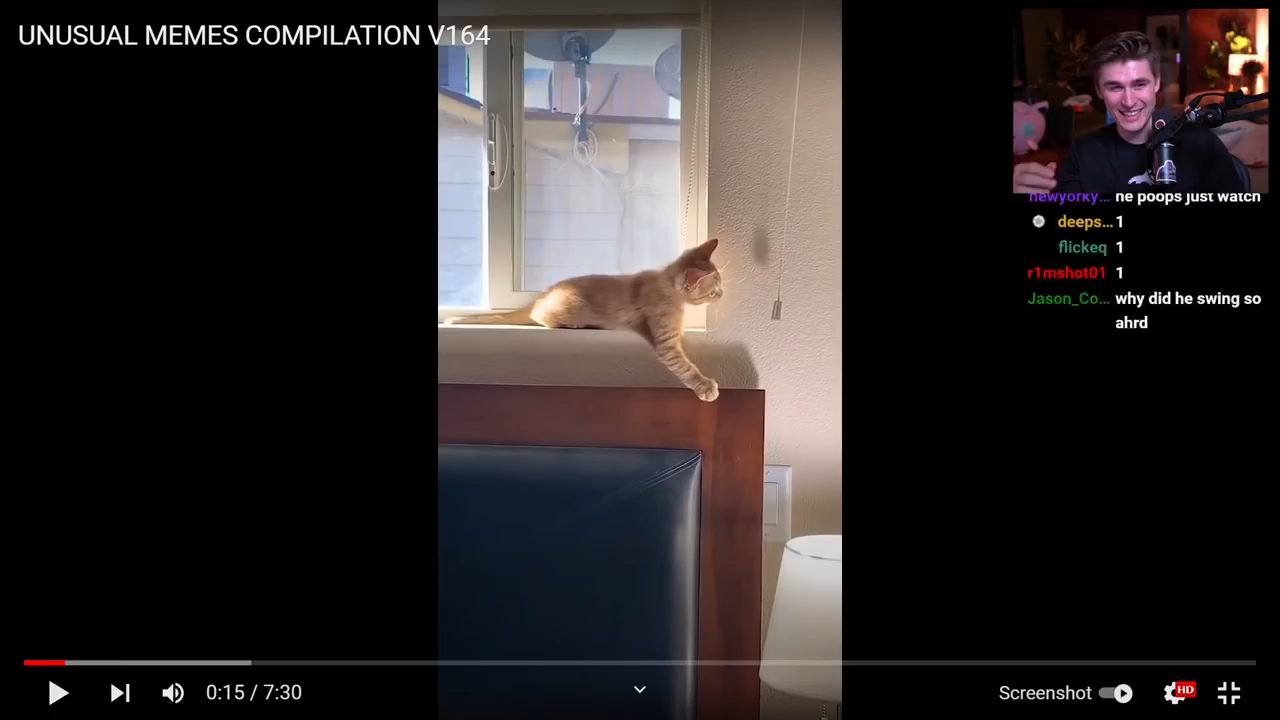 UNUSUAL MEMES COMPILATION V164
newyorky… he poops just watch
deeps… 1
flickeq 1
r1mshot01 1
Jason_Co… why did he swing so
ahrd
0:15 / 7:30
Screenshot
HD